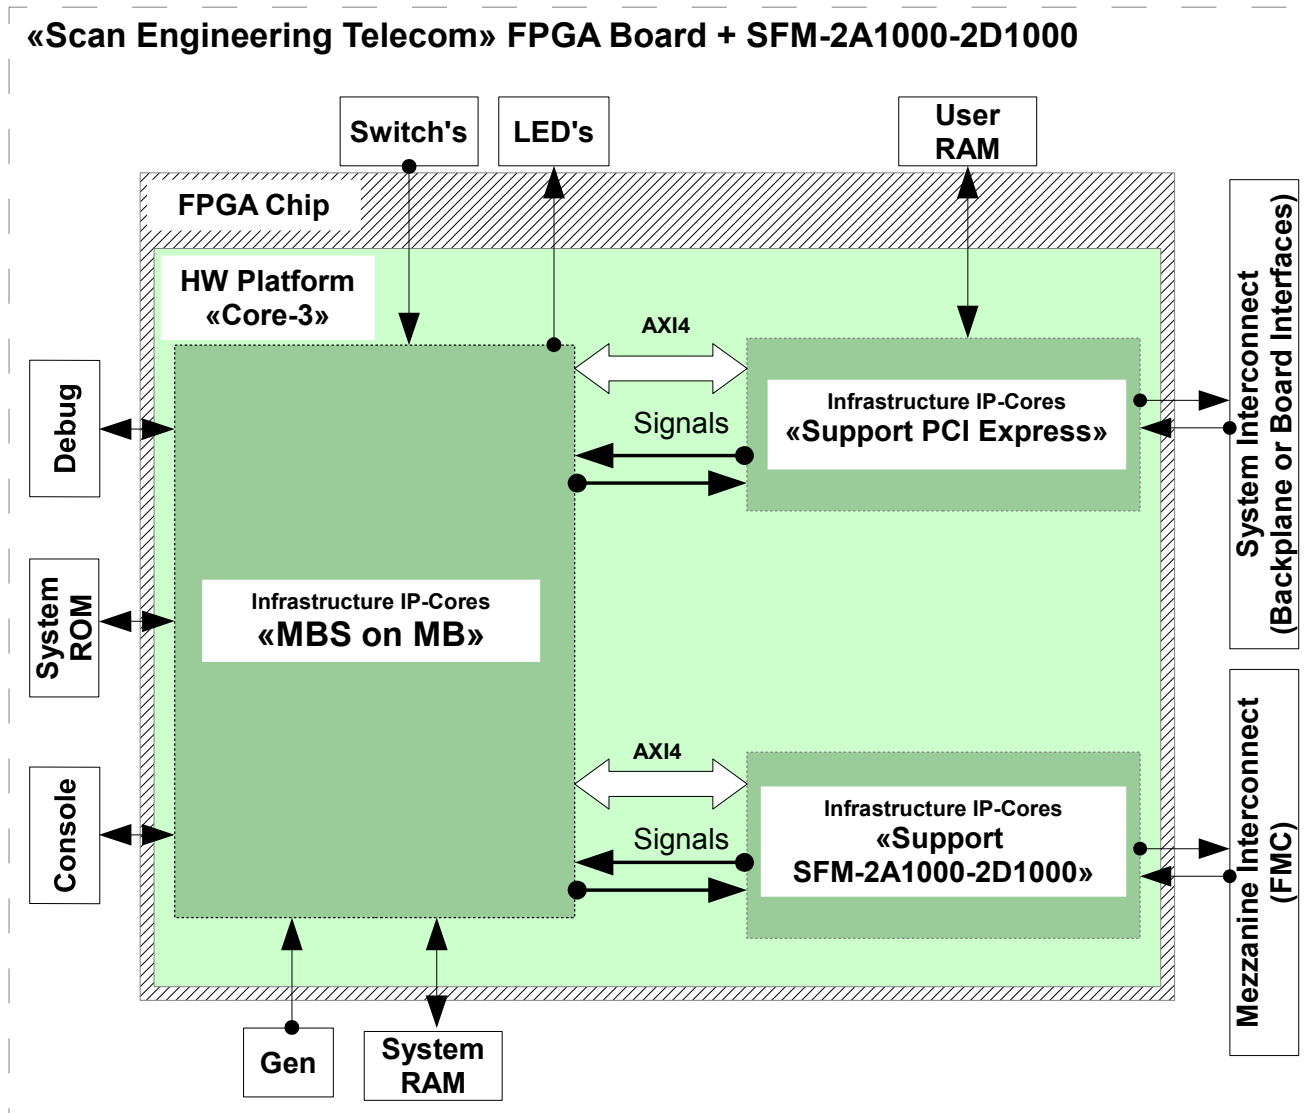 «Scan Engineering Telecom» FPGA Board + SFM-2A1000-2D1000
Switch's
LED's
User
RAM
FPGA Chip
HW Platform
«Core-3»
AXI4
Signals
Infrastructure IP-Cores
«Support PCI Express»
System Interconnect
(Backplane or Board Interfaces)
Debug
System
ROM
Console
Infrastructure IP-Cores
«MBS on MB»
AXI4
Signals
Infrastructure IP-Cores
«Support
SFM-2A1000-2D1000»
Mezzanine Interconnect
(FMC)
Gen
System
RAM